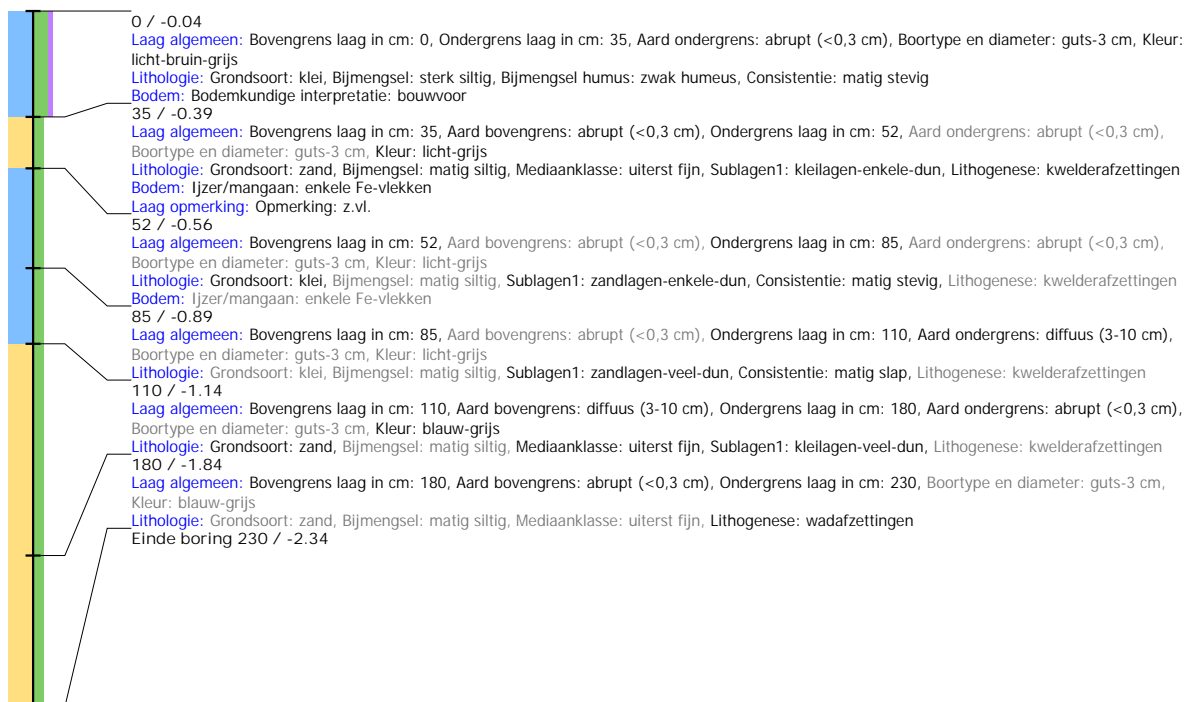 0 / -0.04
Laag algemeen: Bovengrens laag in cm: 0, Ondergrens laag in cm: 35, Aard ondergrens: abrupt (<0,3 cm), Boortype en diameter: guts-3 cm, Kleur:
licht-bruin-grijs
Lithologie: Grondsoort: klei, Bijmengsel: sterk siltig, Bijmengsel humus: zwak humeus, Consistentie: matig stevig
Bodem: Bodemkundige interpretatie: bouwvoor
35 / -0.39
Laag algemeen: Bovengrens laag in cm: 35, Aard bovengrens: abrupt (<0,3 cm), Ondergrens laag in cm: 52, Aard ondergrens: abrupt (<0,3 cm),
Boortype en diameter: guts-3 cm, Kleur: licht-grijs
Lithologie: Grondsoort: zand, Bijmengsel: matig siltig, Mediaanklasse: uiterst fijn, Sublagen1: kleilagen-enkele-dun, Lithogenese: kwelderafzettingen
Bodem: Ijzer/mangaan: enkele Fe-vlekken
Laag opmerking: Opmerking: z.vl.
52 / -0.56
Laag algemeen: Bovengrens laag in cm: 52, Aard bovengrens: abrupt (<0,3 cm), Ondergrens laag in cm: 85, Aard ondergrens: abrupt (<0,3 cm),
Boortype en diameter: guts-3 cm, Kleur: licht-grijs
Lithologie: Grondsoort: klei, Bijmengsel: matig siltig, Sublagen1: zandlagen-enkele-dun, Consistentie: matig stevig, Lithogenese: kwelderafzettingen
Bodem: Ijzer/mangaan: enkele Fe-vlekken
85 / -0.89
Laag algemeen: Bovengrens laag in cm: 85, Aard bovengrens: abrupt (<0,3 cm), Ondergrens laag in cm: 110, Aard ondergrens: diffuus (3-10 cm),
Boortype en diameter: guts-3 cm, Kleur: licht-grijs
Lithologie: Grondsoort: klei, Bijmengsel: matig siltig, Sublagen1: zandlagen-veel-dun, Consistentie: matig slap, Lithogenese: kwelderafzettingen
110 / -1.14
Laag algemeen: Bovengrens laag in cm: 110, Aard bovengrens: diffuus (3-10 cm), Ondergrens laag in cm: 180, Aard ondergrens: abrupt (<0,3 cm),
Boortype en diameter: guts-3 cm, Kleur: blauw-grijs
Lithologie: Grondsoort: zand, Bijmengsel: matig siltig, Mediaanklasse: uiterst fijn, Sublagen1: kleilagen-veel-dun, Lithogenese: kwelderafzettingen
180 / -1.84
Laag algemeen: Bovengrens laag in cm: 180, Aard bovengrens: abrupt (<0,3 cm), Ondergrens laag in cm: 230, Boortype en diameter: guts-3 cm,
Kleur: blauw-grijs
Lithologie: Grondsoort: zand, Bijmengsel: matig siltig, Mediaanklasse: uiterst fijn, Lithogenese: wadafzettingen
Einde boring 230 / -2.34